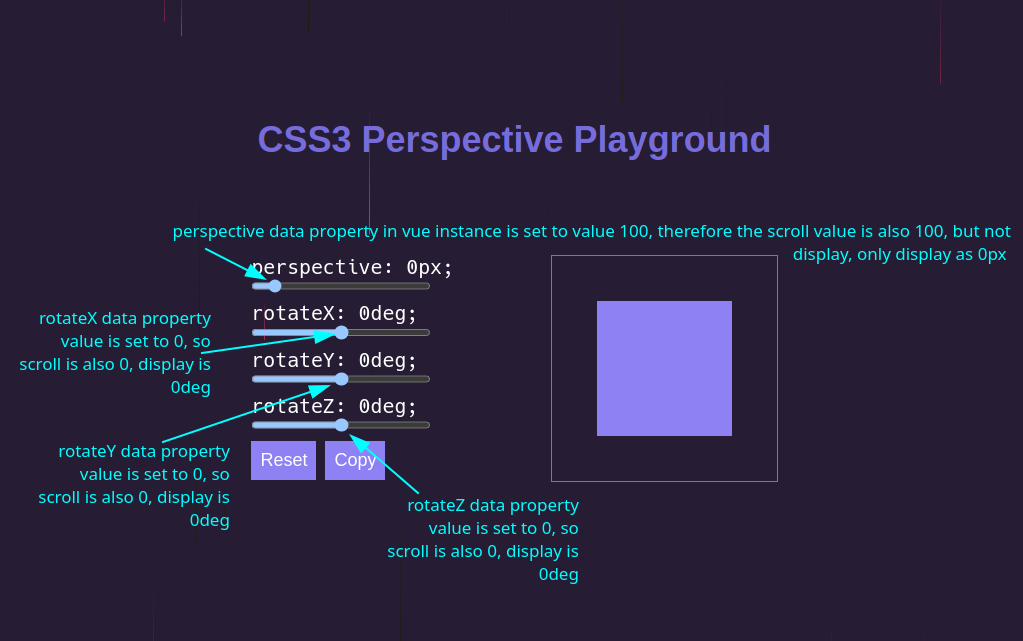 CSS3 Perspective Playground
perspective data property in vue instance is set to value 100, therefore the scroll value is also 100, but not
display, only display as 0px
perspective: 0px;
rotateX: 0deg;
rotateX data property
value is set to 0, so
scroll is also 0, display is
0deg
rotateY: 0deg;
rotateZ: 0deg;
rotateY data property
value is set to 0, so
scroll is also 0, display is
0deg
Reset Copy
rotateZ data property
value is set to 0, so
scroll is also 0, display is
0deg